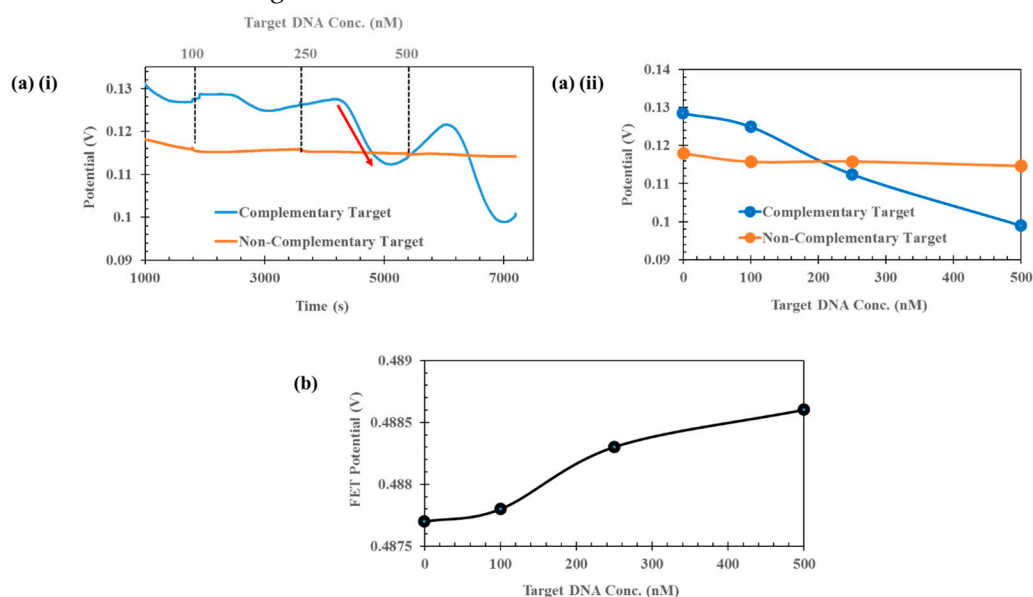 Target DNA Conc. (nM)
100 250 500
(a) (i)
0.13
0.12
0.11
0.1
0.09
Potential (V)
Complementary Target
Non-Complementary Target
1000 3000 5000 7000
Time (s)
(a) (ii)
0.14
0.13
0.12
0.11
0.1
0.09
Potential (V)
Complementary Target
Non-Complementary Target
0 100 200 300 400 500
Target DNA Conc. (nM)
(b)
0.489
0.4885
0.488
0.4875
FET Potential (V)
0 100 200 300 400 500
Target DNA Conc. (nM)